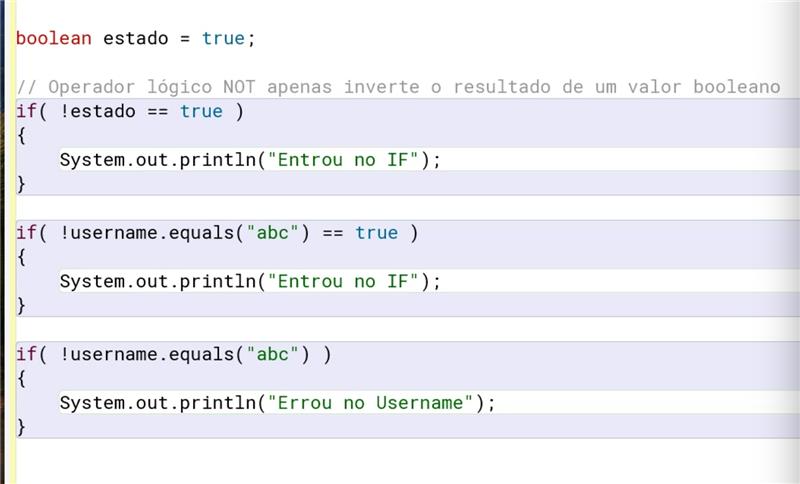 boolean estado = true;
// Operador lógico NOT apenas inverte o resultado de um valor booleano
if( !estado == true )
{
System.out.println("Entrou no IF");
}
if( !username.equals("abc") == true )
{
System.out.println("Entrou no IF");
}
if( !username.equals("abc") )
{
System.out.println("Errou no Username");
}